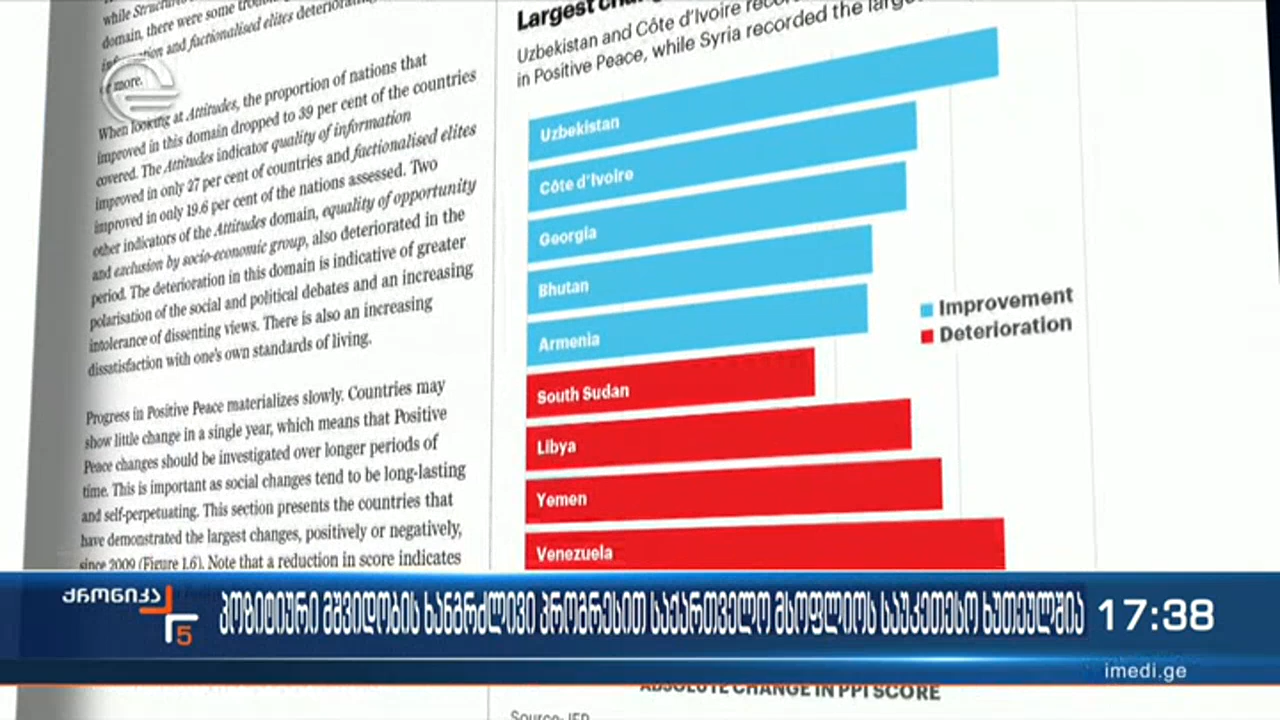 while
domain, there were some
and factionalised elites
or more.
When looking at Attitudes, the proportion of nations that
improved in this domain dropped to 39 per cent of the countries
covered. The Attitudes indicator quality of information
improved in only 27 per cent of countries and factionalised elites
improved in only 19.6 per cent of the nations assessed. Two
other indicators of the Attitudes domain, equality of opportunity
and exclusion by socio-economic group, also deteriorated in the
period. The deterioration in this domain is indicative of greater
polarisation of the social and political debates and an increasing
intolerance of dissenting views. There is also an increasing
dissatisfaction with one's own standards of living.
Progress in Positive Peace materializes slowly. Countries may
show little change in a single year, which means that Positive
Peace changes should be investigated over longer periods of
time. This is important as social changes tend to be long-lasting
and self-perpetuating. This section presents the countries that
have demonstrated the largest changes, positively or negatively,
since 2009 (Figure 1.6). Note that a reduction in score indicates
Largest
Uzbekistan and Côte d'Ivoire
in Positive Peace, while Syria recorded the
Uzbekistan
Côte d'Ivoire
Georgia
Bhutan
Armenia
South Sudan
Libya
Yemen
Venezuela
Improvement
Deterioration
ქრონიკა
5
პოზიტიური მშვიდობის ხანგრძლივი პროგრესით საქართველო მსოფლიოს საუკეთესო ხუთეულშია
17:38
imedi.ge
ABSOLUTE CHANGE IN PPI SCORE
Source: IEP